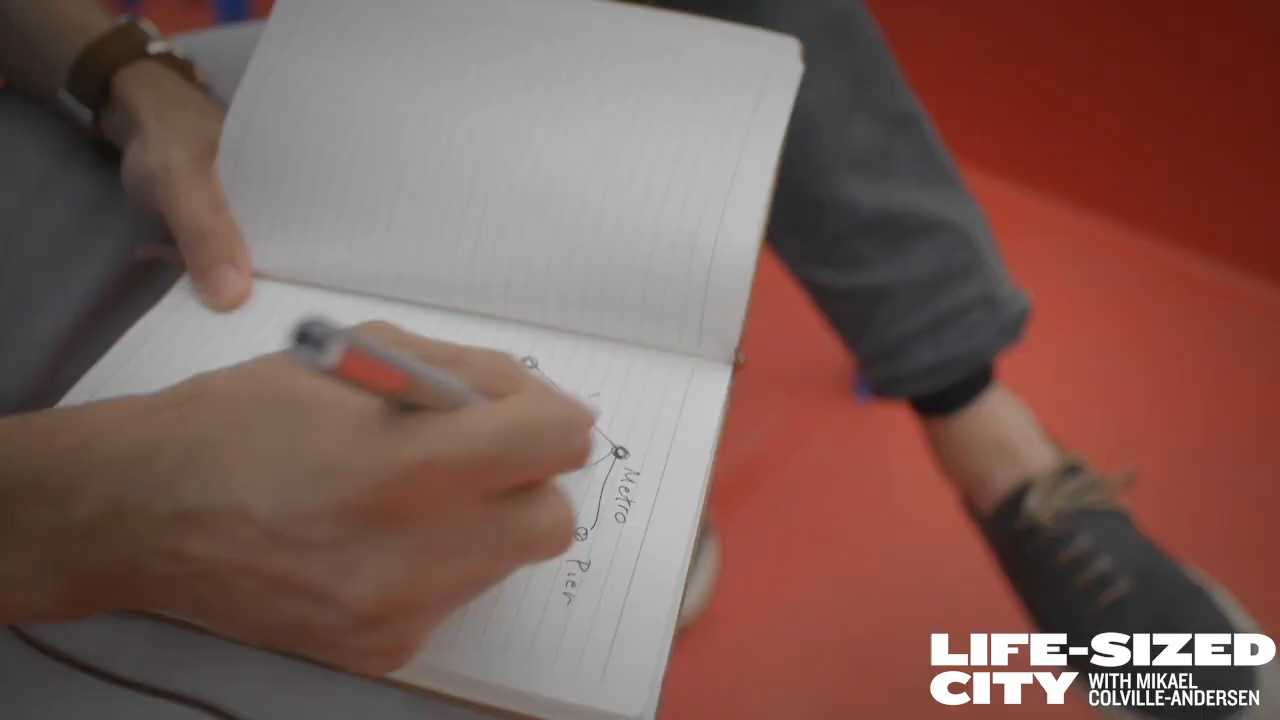 Metro
Pier
LIFE-SIZED
CITY WITH MIKAEL
COLVILLE-ANDERSEN